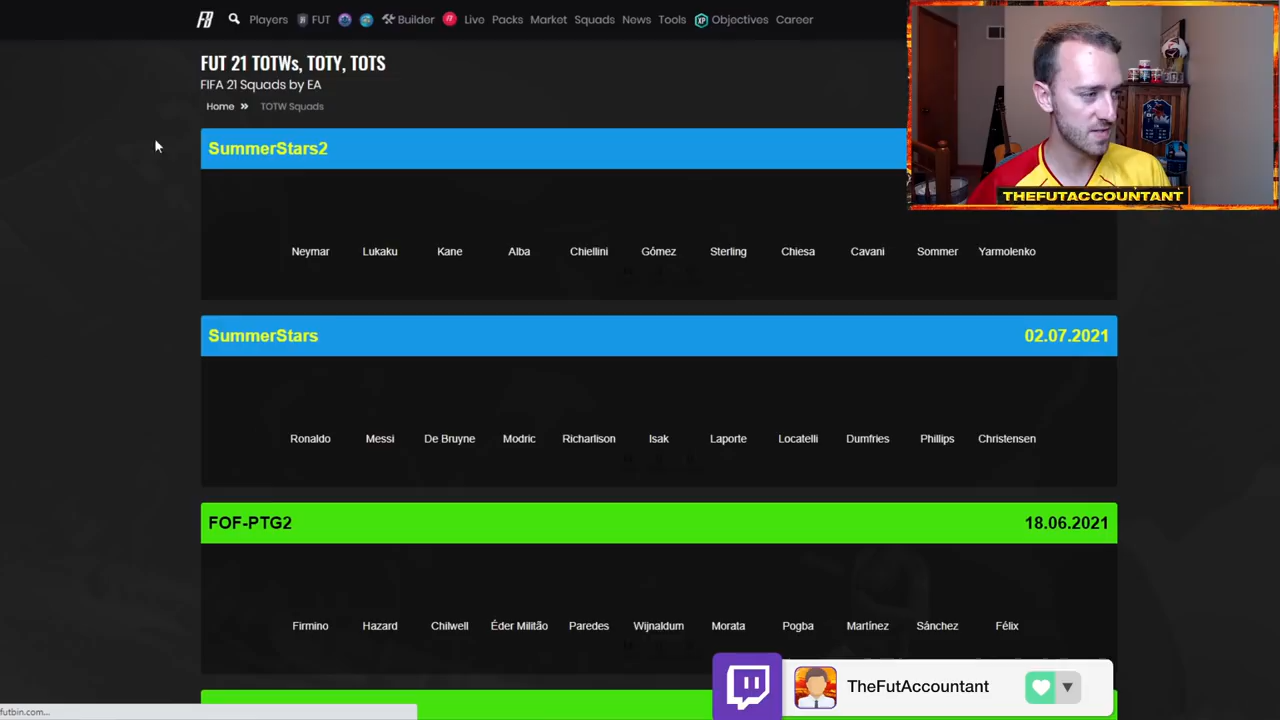 Players FUT Builder Live Packs Market Squads News Tools XP Objectives Career
FUT 21 TOTWs, TOTY, TOTS
FIFA 21 Squads by EA
Home » TOTW Squads
THEFUTACCOUNTANT
SummerStars2
Neymar Lukaku Kane Alba Chiellini Gómez Sterling Chiesa Cavani Sommer Yarmolenko
SummerStars 02.07.2021
Ronaldo Messi De Bruyne Modric Richarlison Isak Laporte Locatelli Dumfries Phillips Christensen
FOF-PTG2 18.06.2021
Firmino Hazard Chilwell Éder Militão Paredes Wijnaldum Morata Pogba Martínez Sánchez Félix
TheFutAccountant
futbin.com...